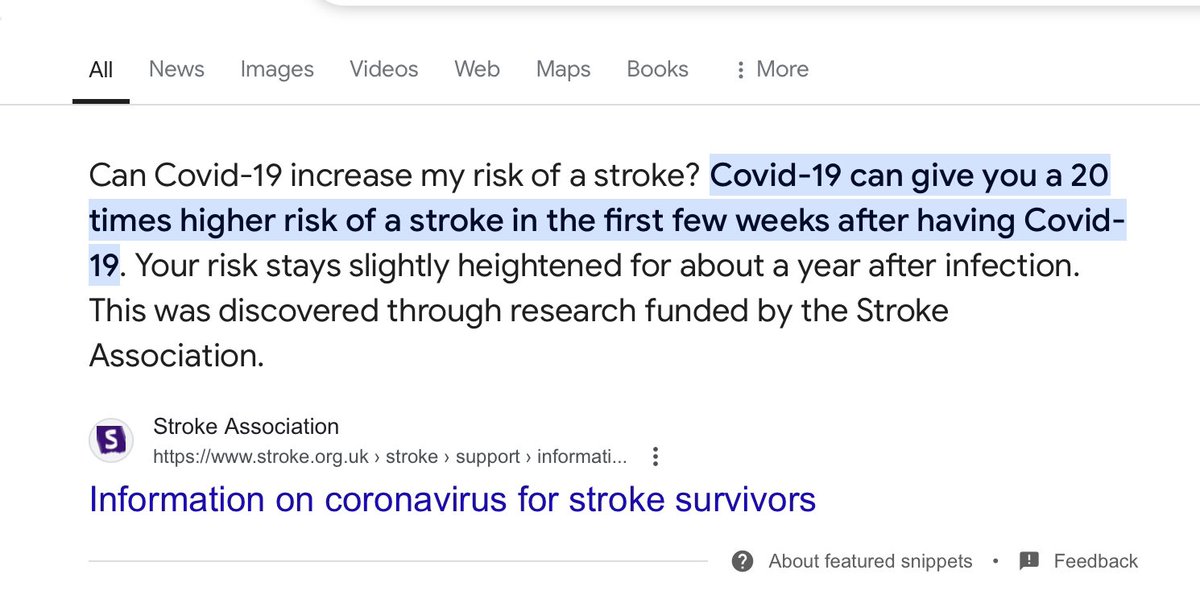 All News Images Videos Web Maps Books More
Can Covid-19 increase my risk of a stroke? Covid-19 can give you a 20
times higher risk of a stroke in the first few weeks after having Covid-
19. Your risk stays slightly heightened for about a year after infection.
This was discovered through research funded by the Stroke
Association.
S
Stroke Association
https://www.stroke.org.uk › stroke › support › informati...
Information on coronavirus for stroke survivors
About featured snippets • Feedback